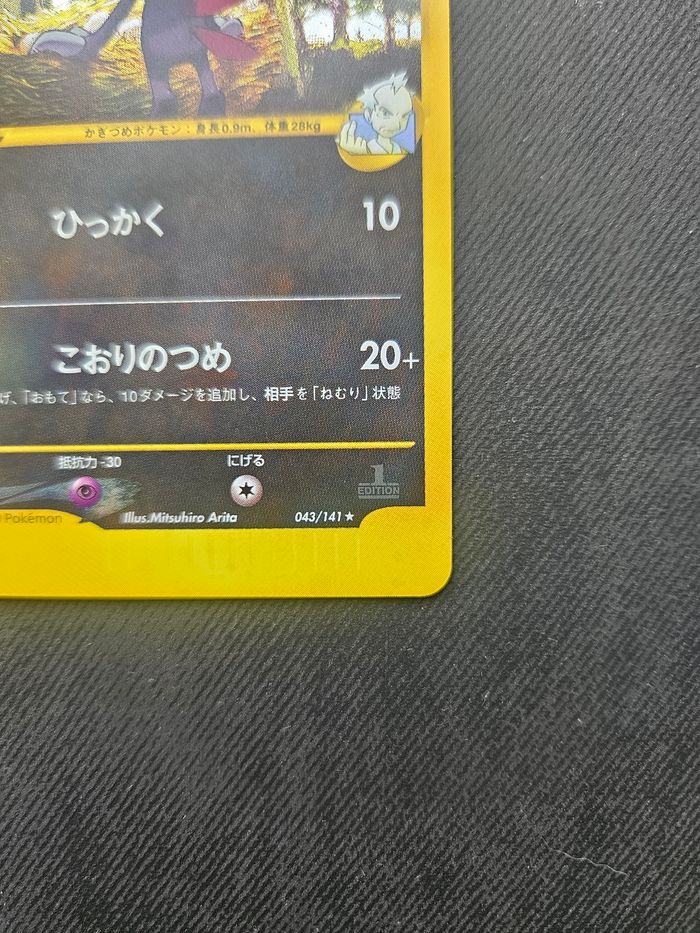 かぎづめポケモン：身長0.9m、体重28kg
ひっかく 10
こおりのつめ 20+
げ、「おもて」なら、10ダメージを追加し、相手を「ねむり」状態
抵抗力 -30 にげる
1 EDITION
Pokémon Illus.Mitsuhiro Arita 043/141★